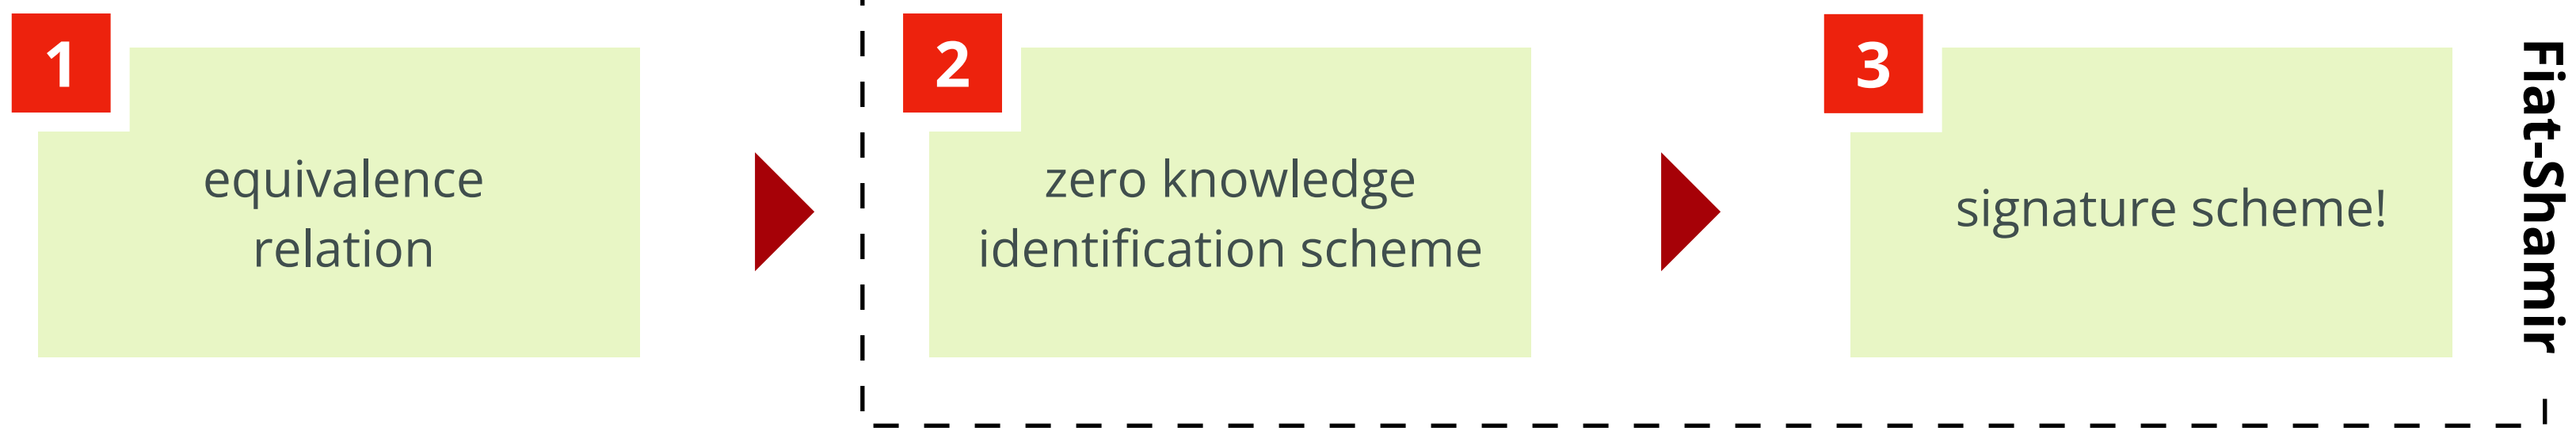 1
equivalence
relation
2
zero knowledge
identification scheme
3
signature scheme!
Fiat-Shamir